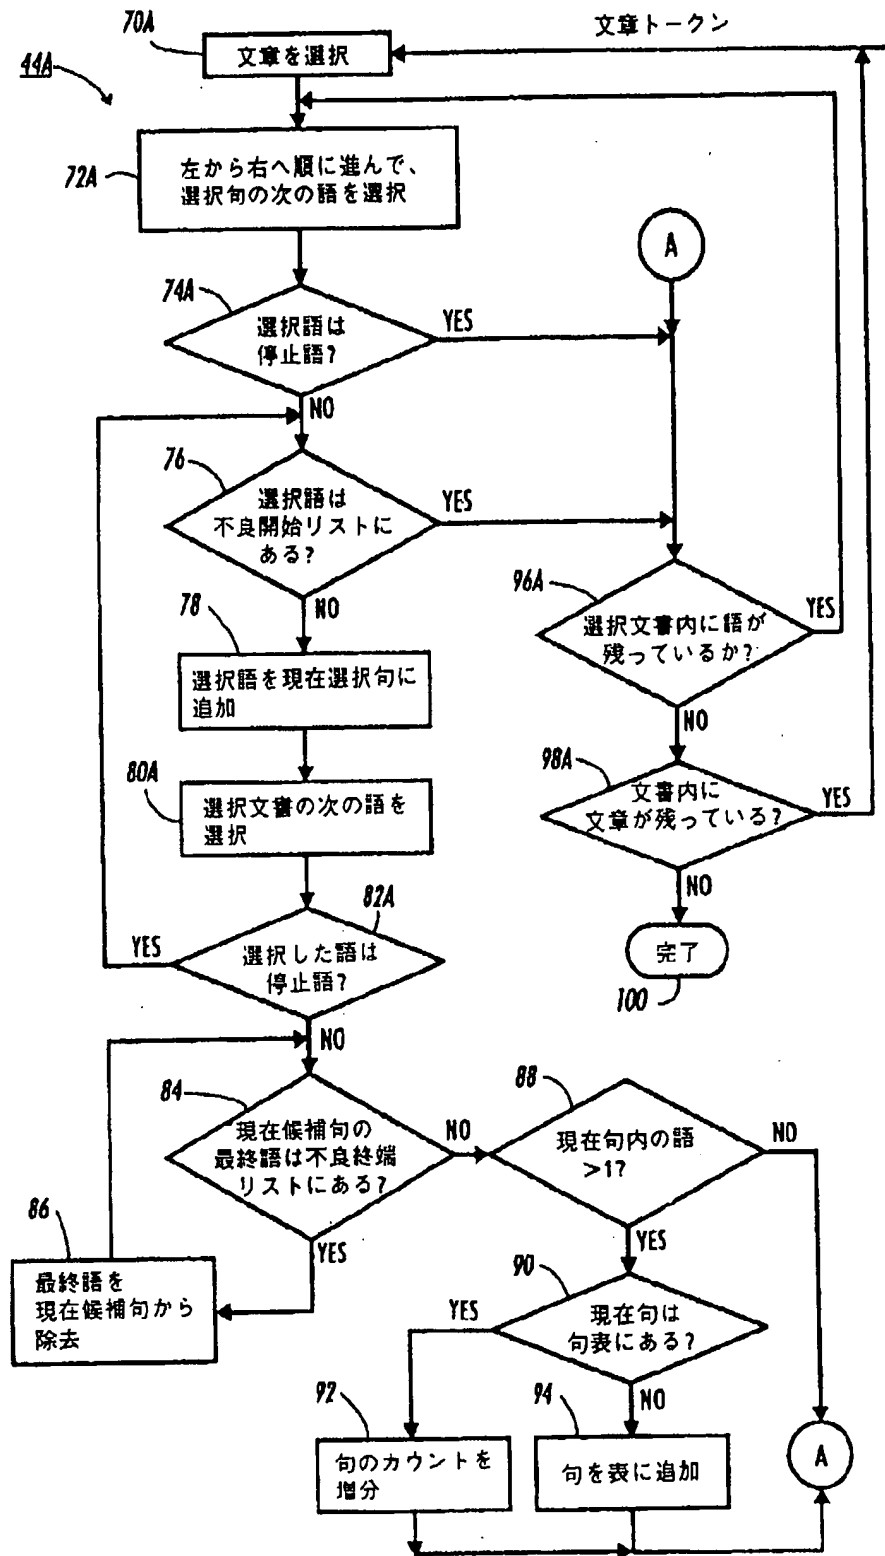 70A
文章トークン
文章を選択
44A
72A
左から右へ順に進んで、
選択句の次の語を選択
A
74A
選択語は
停止語?
YES
NO
76
選択語は
不良開始リストに
ある?
YES
NO
96A
選択文書内に語が
残っているか?
YES
NO
78
選択語を現在選択句に
追加
98A
文書内に
文章が残っている?
YES
NO
80A
選択文書の次の語を
選択
完了
100
82A
選択した語は
停止語?
YES
NO
84
現在候補句の
最終語は不良終端
リストにある?
NO
YES
88
現在句内の語
>1?
NO
YES
86
最終語を
現在候補句から
除去
90
現在句は
句表にある?
YES
NO
92
句のカウントを
増分
94
句を表に追加
A